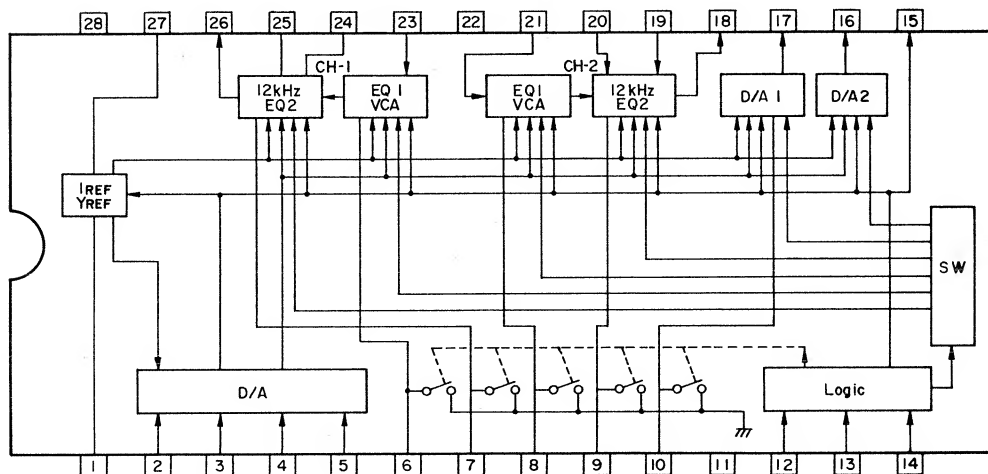 28 27 26 25 24 23 22 21 20 19 18 17 16 15
CH-1
CH-2
12kHz
EQ2
EQ1
VCA
EQ1
VCA
12kHz
EQ2
D/A 1
D/A2
IREF
YREF
SW
D/A
Logic
1 2 3 4 5 6 7 8 9 10 11 12 13 14